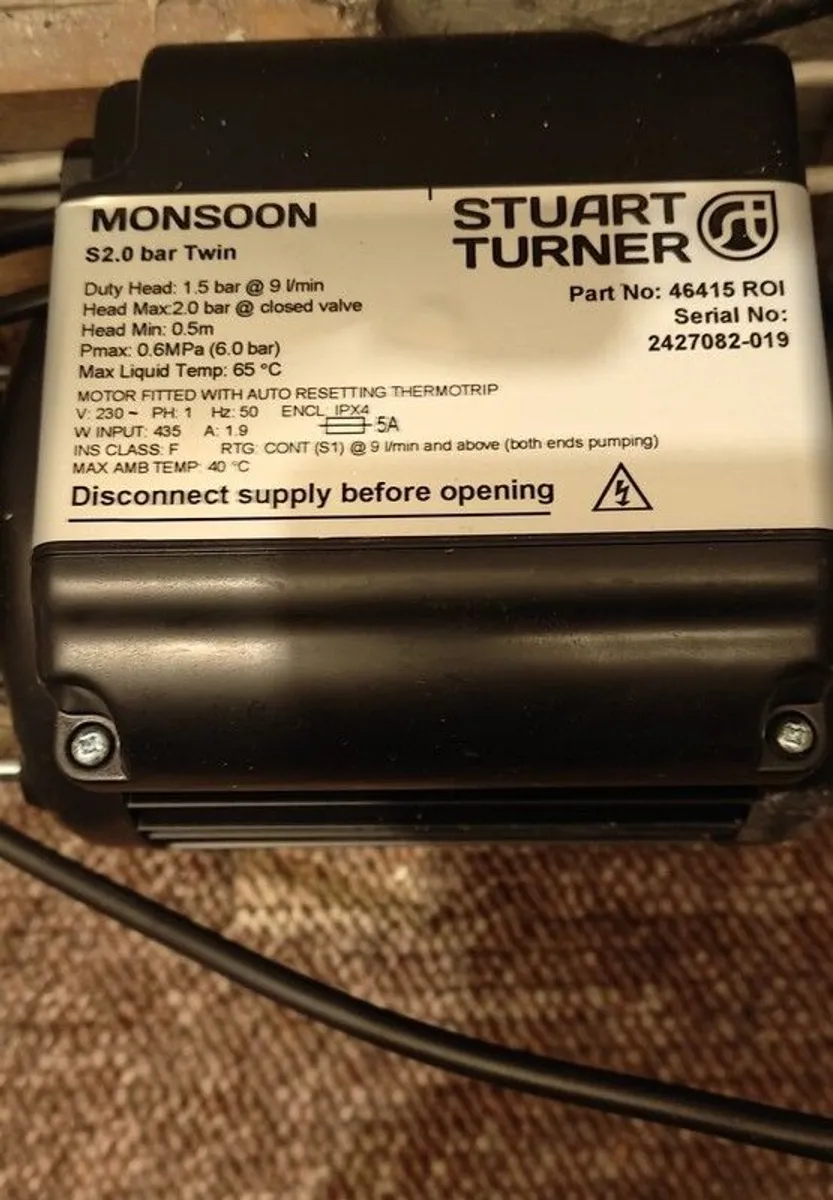 MONSOON
S2.0 bar Twin
Duty Head: 1.5 bar @ 9 l/min
Head Max:2.0 bar @ closed valve
Head Min: 0.5m
Pmax: 0.6MPa (6.0 bar)
Max Liquid Temp: 65 °C
STUART
TURNER
Part No: 46415 ROI
Serial No:
2427082-019
MOTOR FITTED WITH AUTO RESETTING THERMOTRIP
V: 230 ~ PH: 1 Hz: 50 ENCL: IPX4
W INPUT: 435 A: 1.9 5A
INS CLASS: F RTG: CONT (S1) @ 9 l/min and above (both ends pumping)
MAX AMB TEMP: 40 °C
Disconnect supply before opening